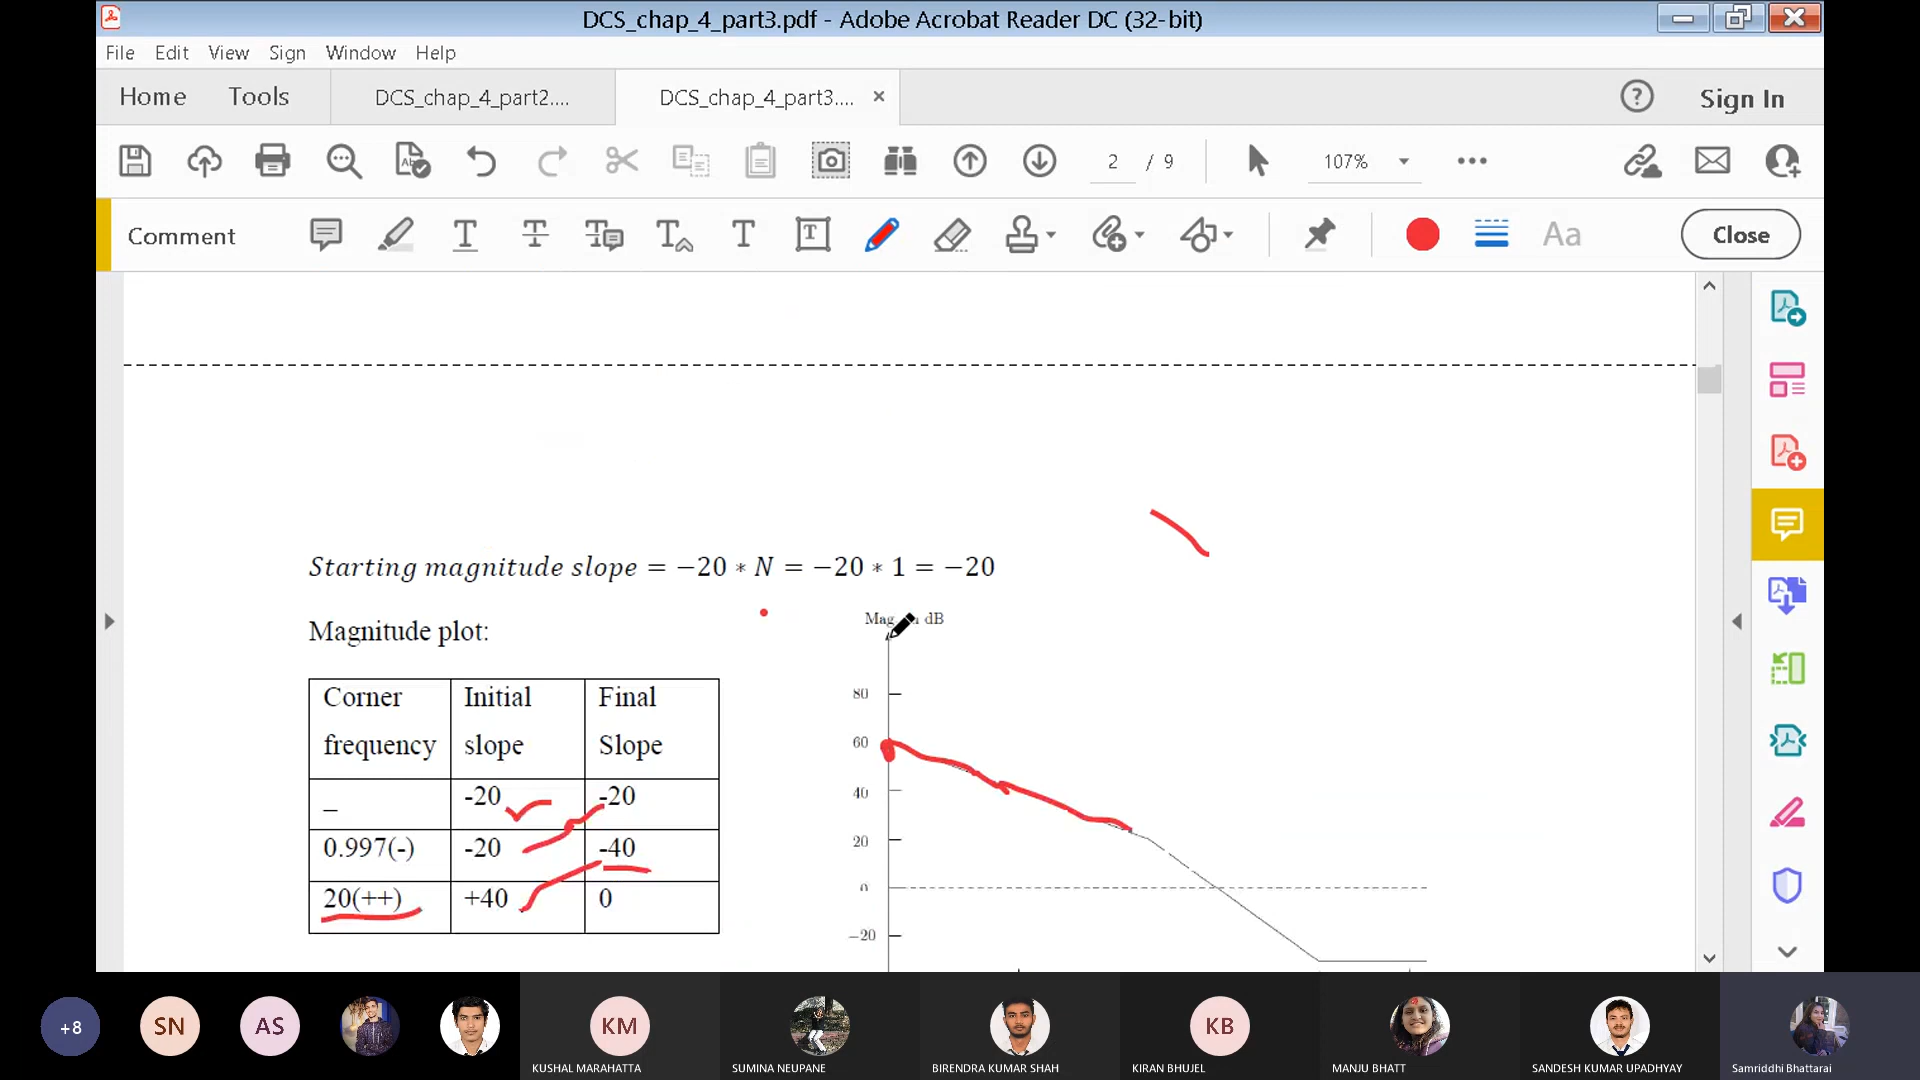 DCS_chap_4_part3.pdf - Adobe Acrobat Reader DC (32-bit)
File Edit View Sign Window Help
Home Tools DCS_chap_4_part2.... DCS_chap_4_part3.... × ? Sign In
2 / 9 107%
Comment T T T T T T Aa Close
Starting magnitude slope = −20 ∗ N = −20 ∗ 1 = −20
Magnitude plot:
Corner frequency Initial slope Final Slope
_ -20 -20
0.997(-) -20 -40
20(++) +40 0
dB
80
60
40
20
0
−20
+8 SN AS KM KB
KUSHAL MARAHATTA SUMINA NEUPANE BIRENDRA KUMAR SHAH KIRAN BHUJEL MANJU BHATT SANDESH KUMAR UPADHYAY Samriddhi Bhattarai